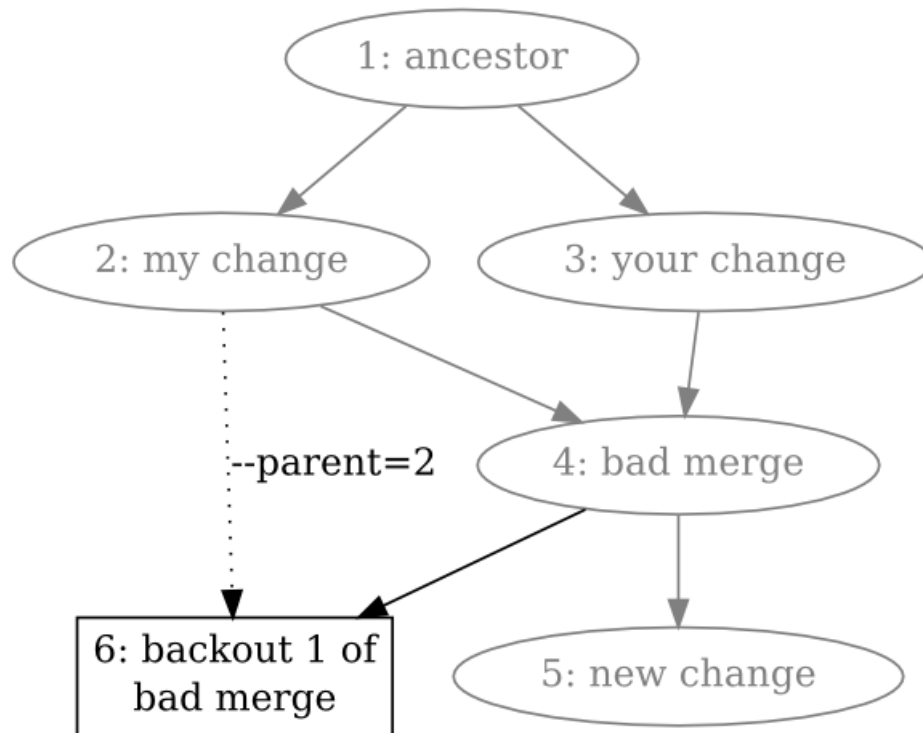 1: ancestor
2: my change
3: your change
--parent=2
4: bad merge
6: backout 1 of
bad merge
5: new change